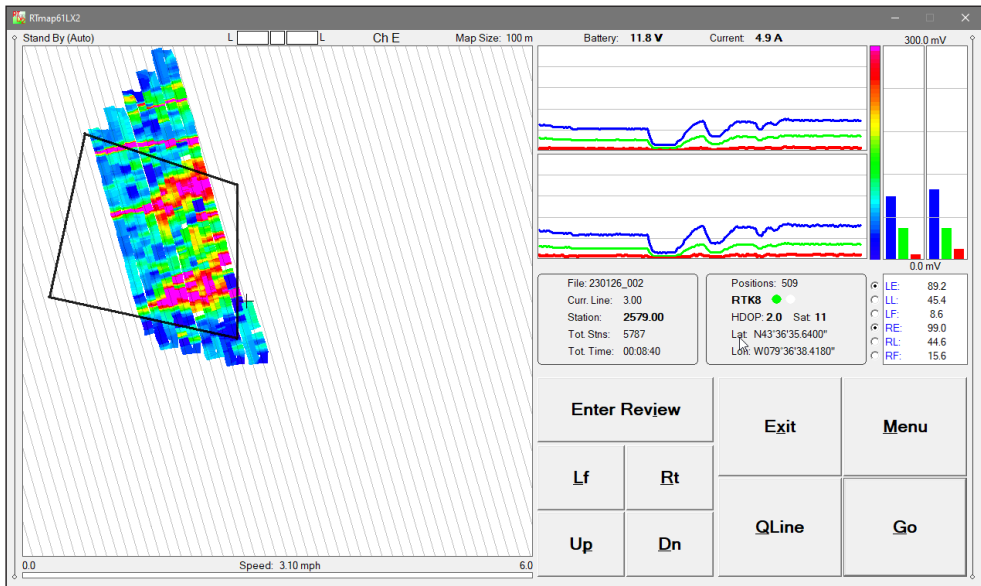 RTmap61LX2
Stand By (Auto)
L
L
Ch E
Map Size: 100 m
Battery: 11.8 V
Current: 4.9 A
300.0 mV
0.0 mV
File: 230126_002
Curr. Line: 3.00
Station: 2579.00
Tot. Stns: 5787
Tot. Time: 00:08:40
Positions: 509
RTK8
HDOP: 2.0 Sat: 11
Lat: N43°36'35.6400"
Lon: W079°36'38.4180"
LE: 89.2
LL: 45.4
LF: 8.6
RE: 99.0
RL: 44.6
RF: 15.6
Enter Review
Exit
Menu
Lf
Rt
Up
Dn
QLine
Go
0.0
Speed: 3.10 mph
6.0